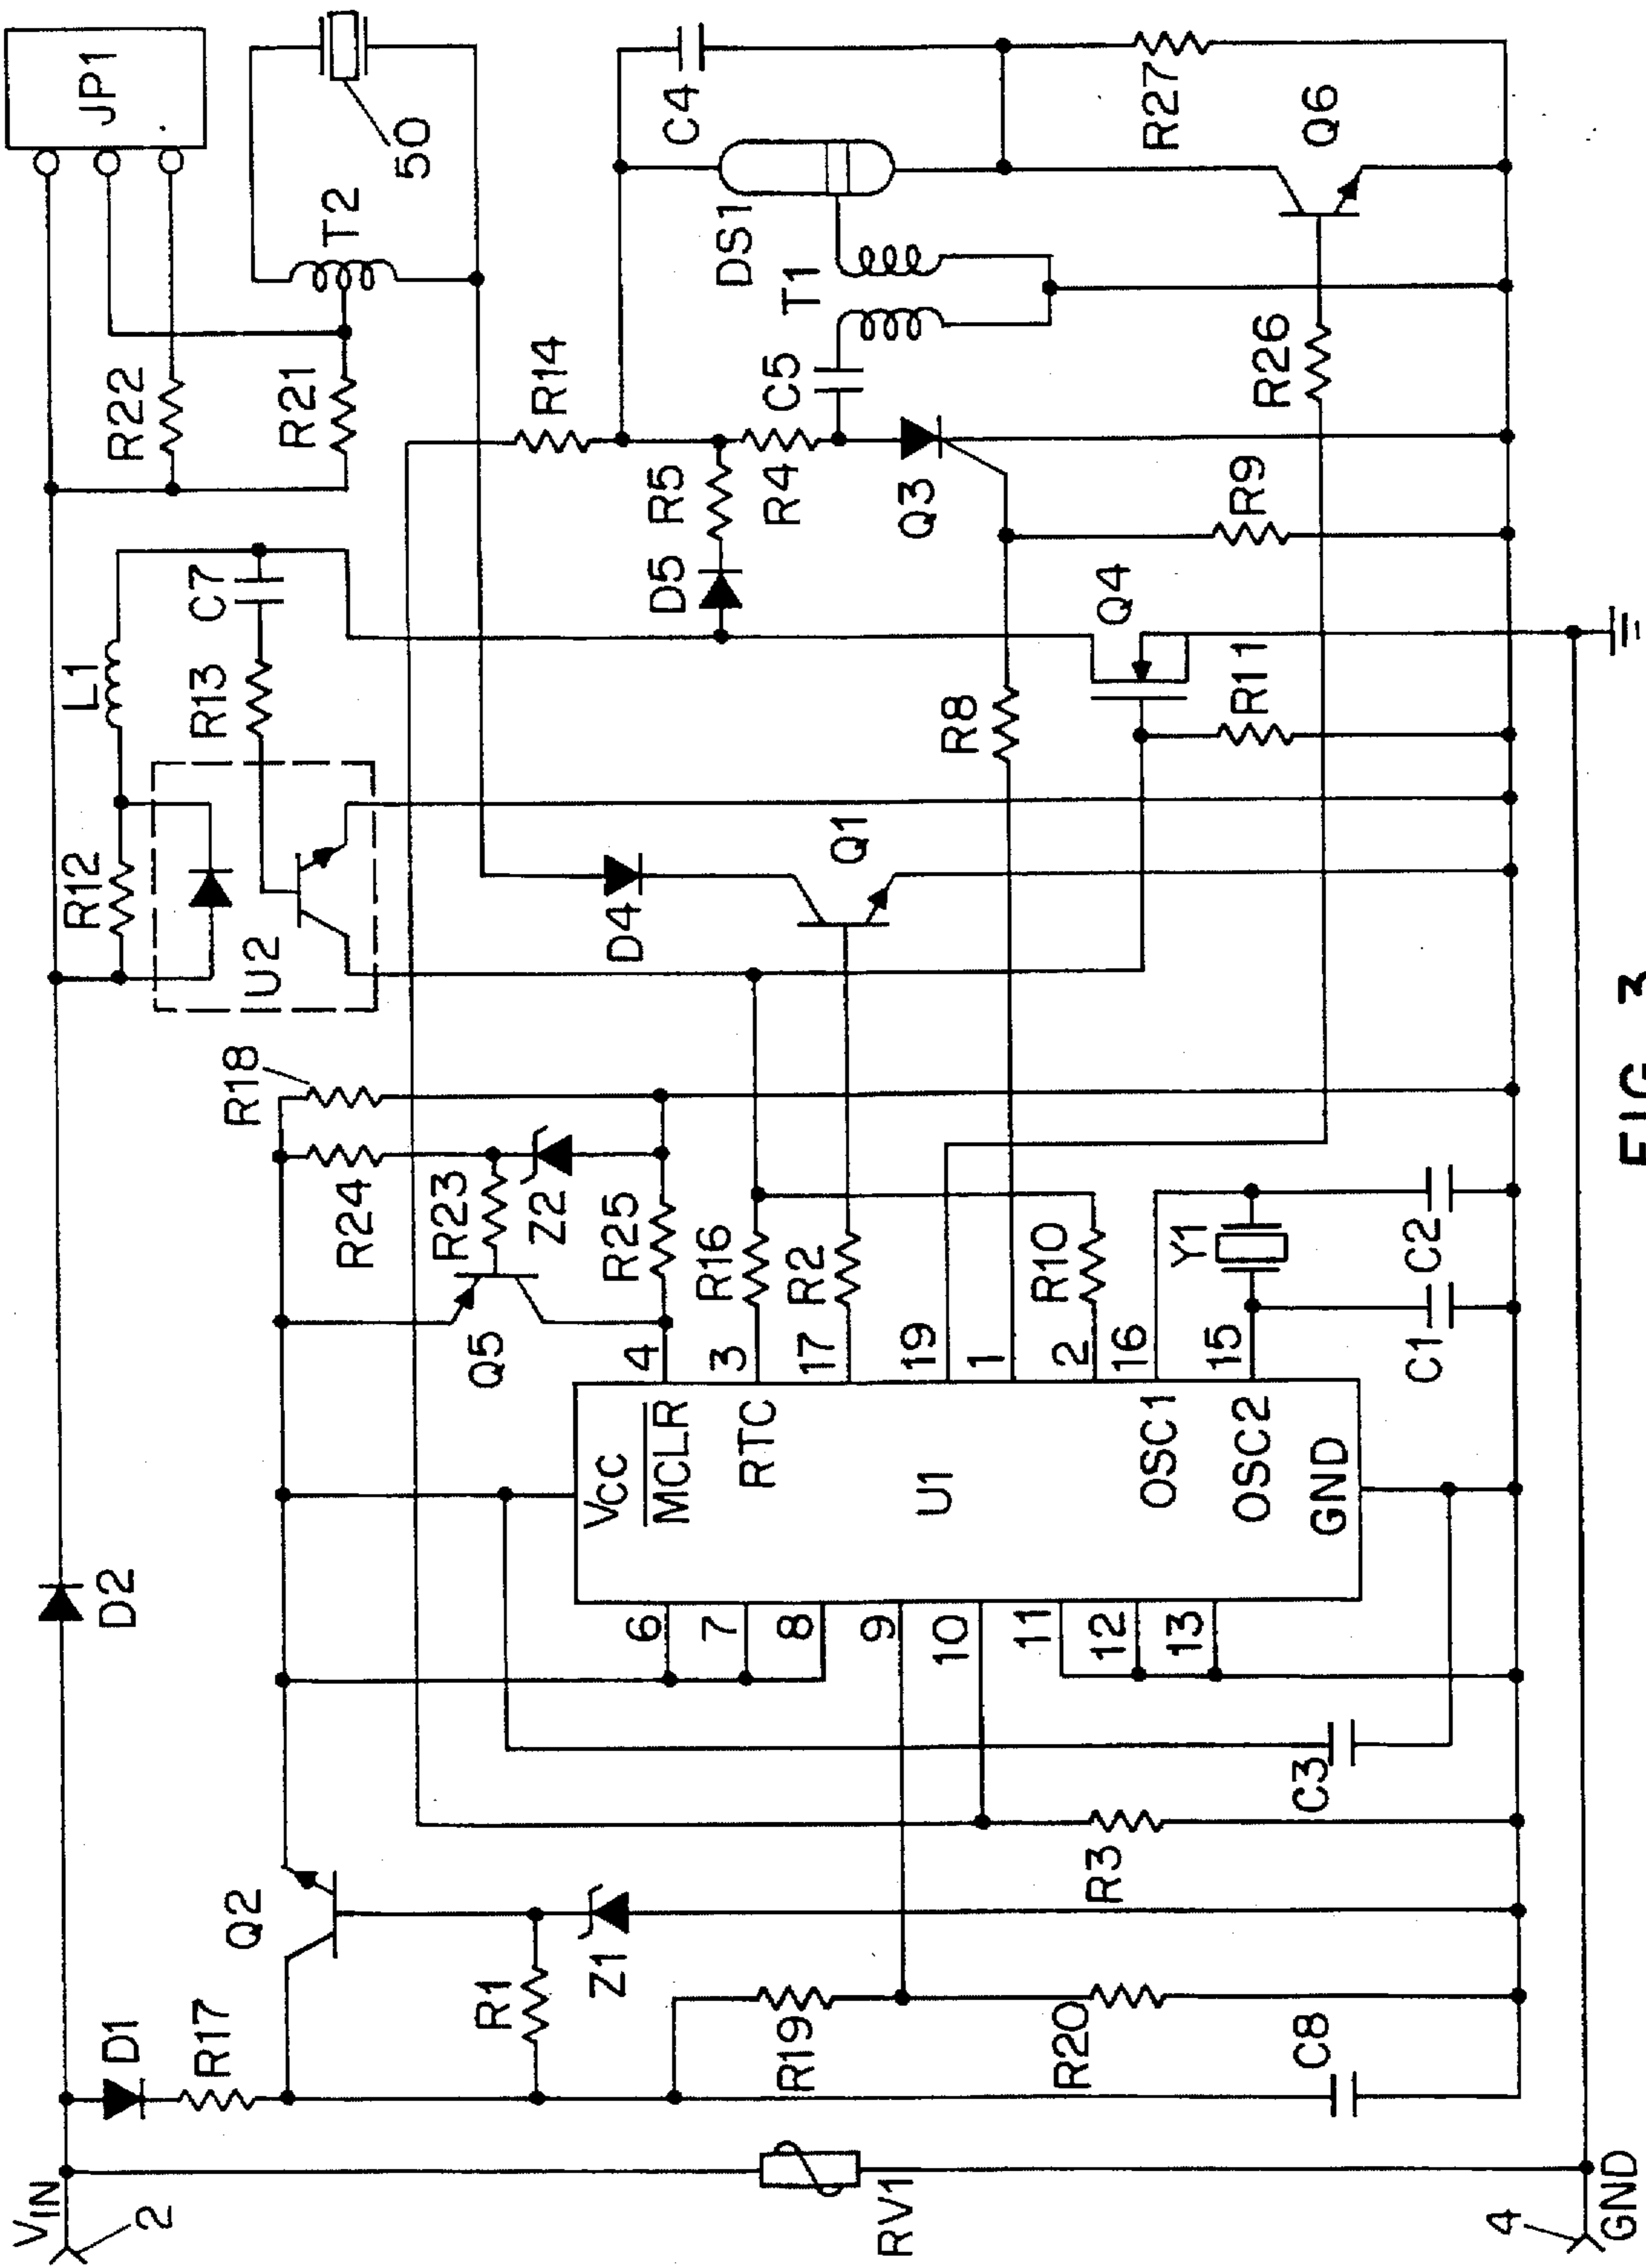 VIN
2
D1
R17
RV1
Q2
R1
Z1
R19
R20
C8
4
GND
D2
R3
C3
6
7
8
9
10
11
12
13
VCC
MCLR
RTC
U1
OSC1
OSC2
GND
4
3
17
19
1
2
16
15
Q5
R24
R23
Z2
R18
R25
R16
R2
R10
Y1
C1
C2
R12
U2
L1
R13
C7
D4
Q1
R8
Q4
R11
D5
R5
R4
Q3
R9
R14
C5
T1
DS1
C4
R26
Q6
R27
R22
R21
T2
50
JP1
FIG. 3